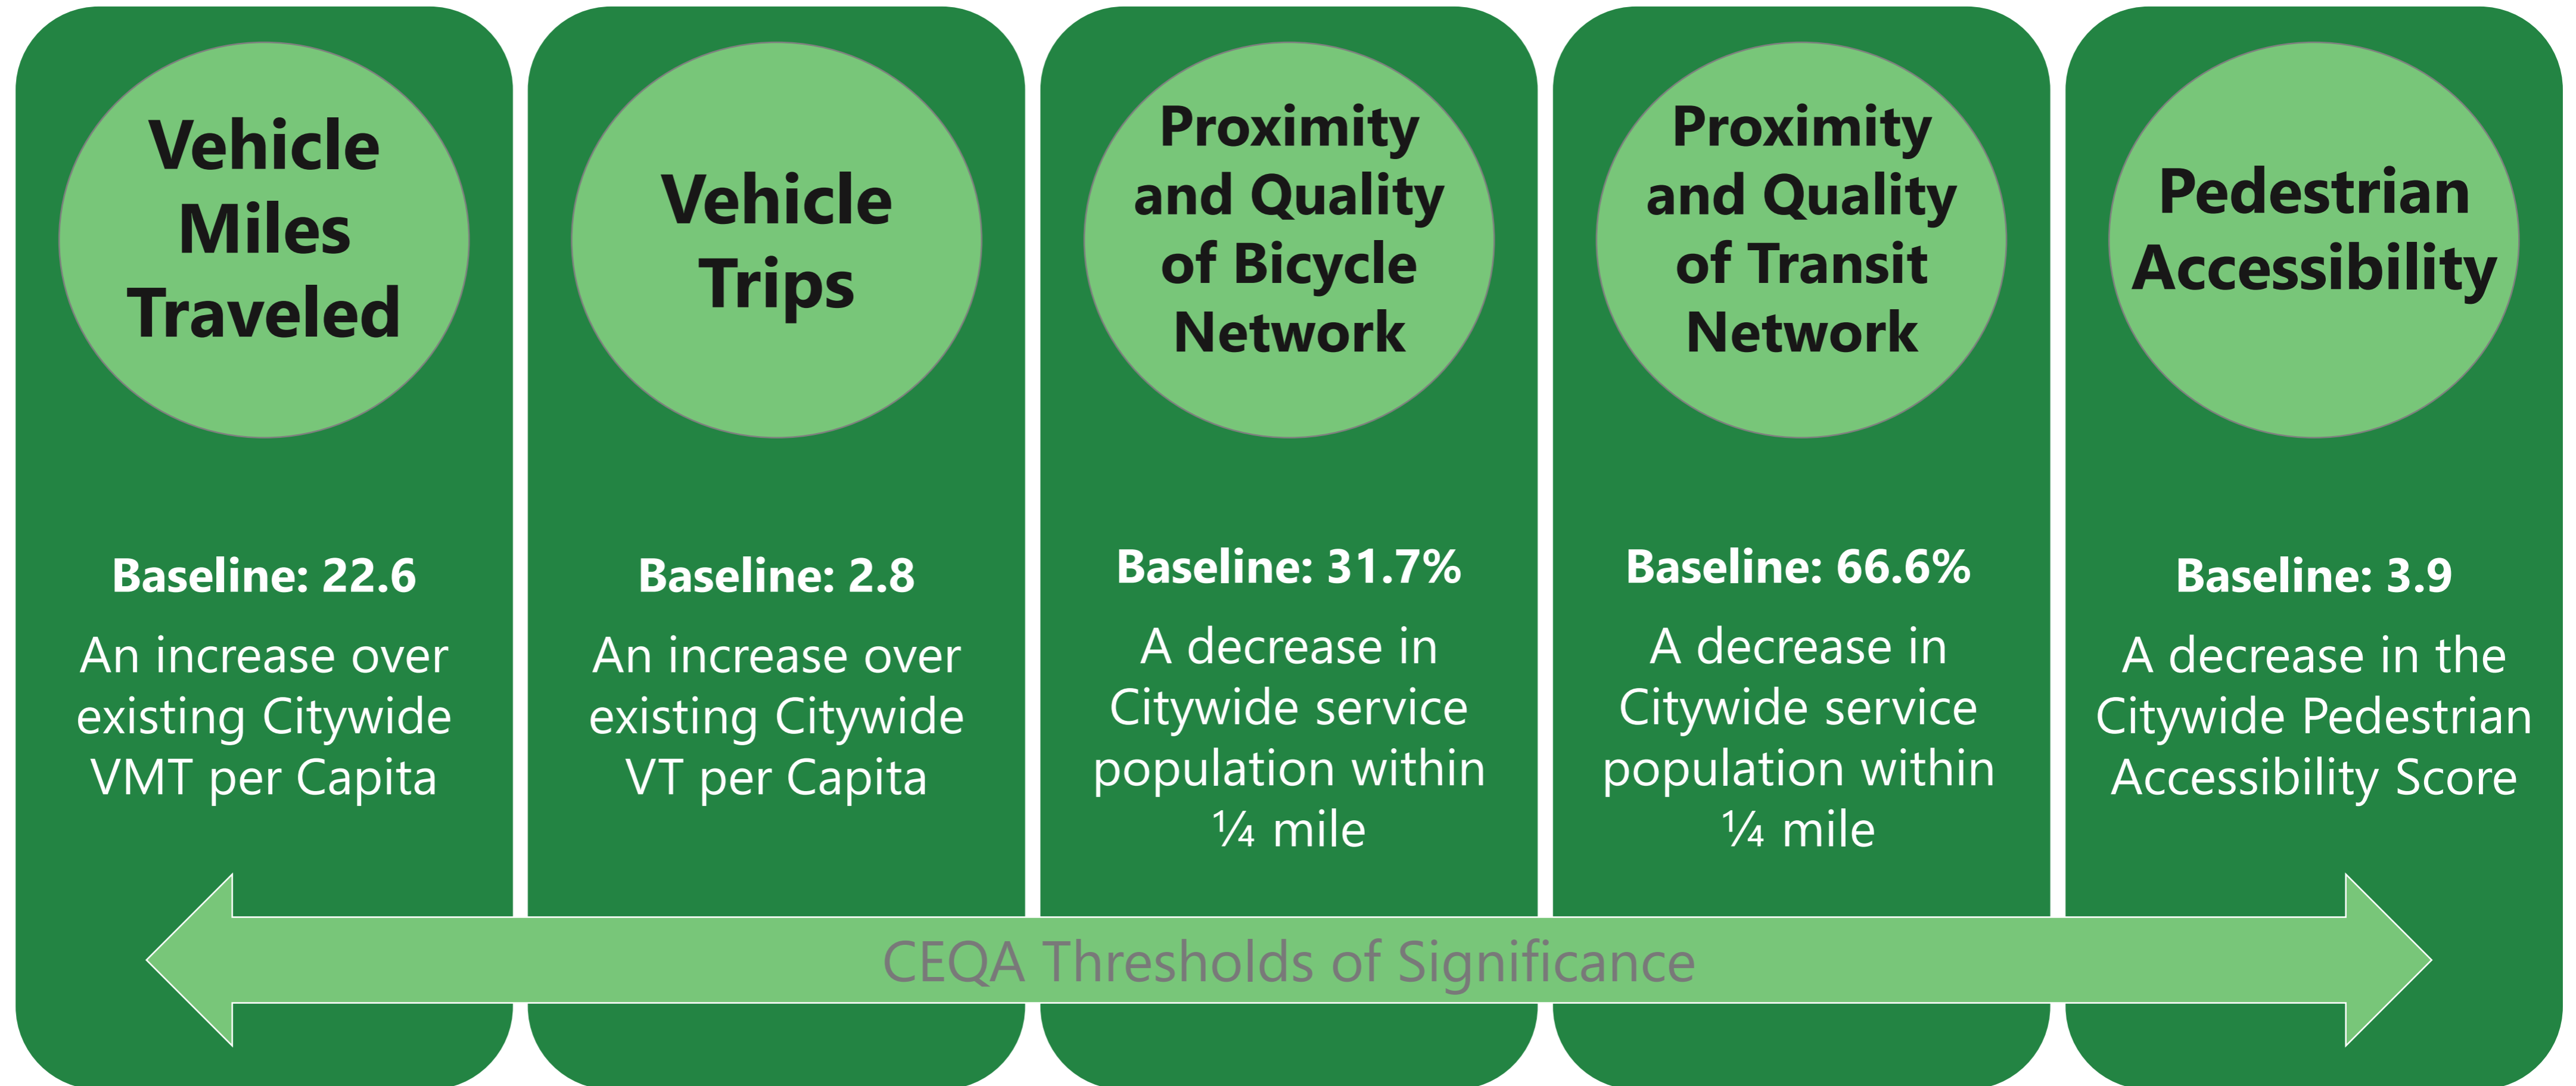 Vehicle
Miles
Traveled
Baseline: 22.6
An increase over
existing Citywide
VMT per Capita
Vehicle
Trips
Baseline: 2.8
An increase over
existing Citywide
VT per Capita
Proximity
and Quality
of Bicycle
Network
Baseline: 31.7%
A decrease in
Citywide service
population within
¼ mile
Proximity
and Quality
of Transit
Network
Baseline: 66.6%
A decrease in
Citywide service
population within
¼ mile
Pedestrian
Accessibility
Baseline: 3.9
A decrease in the
Citywide Pedestrian
Accessibility Score
CEQA Thresholds of Significance